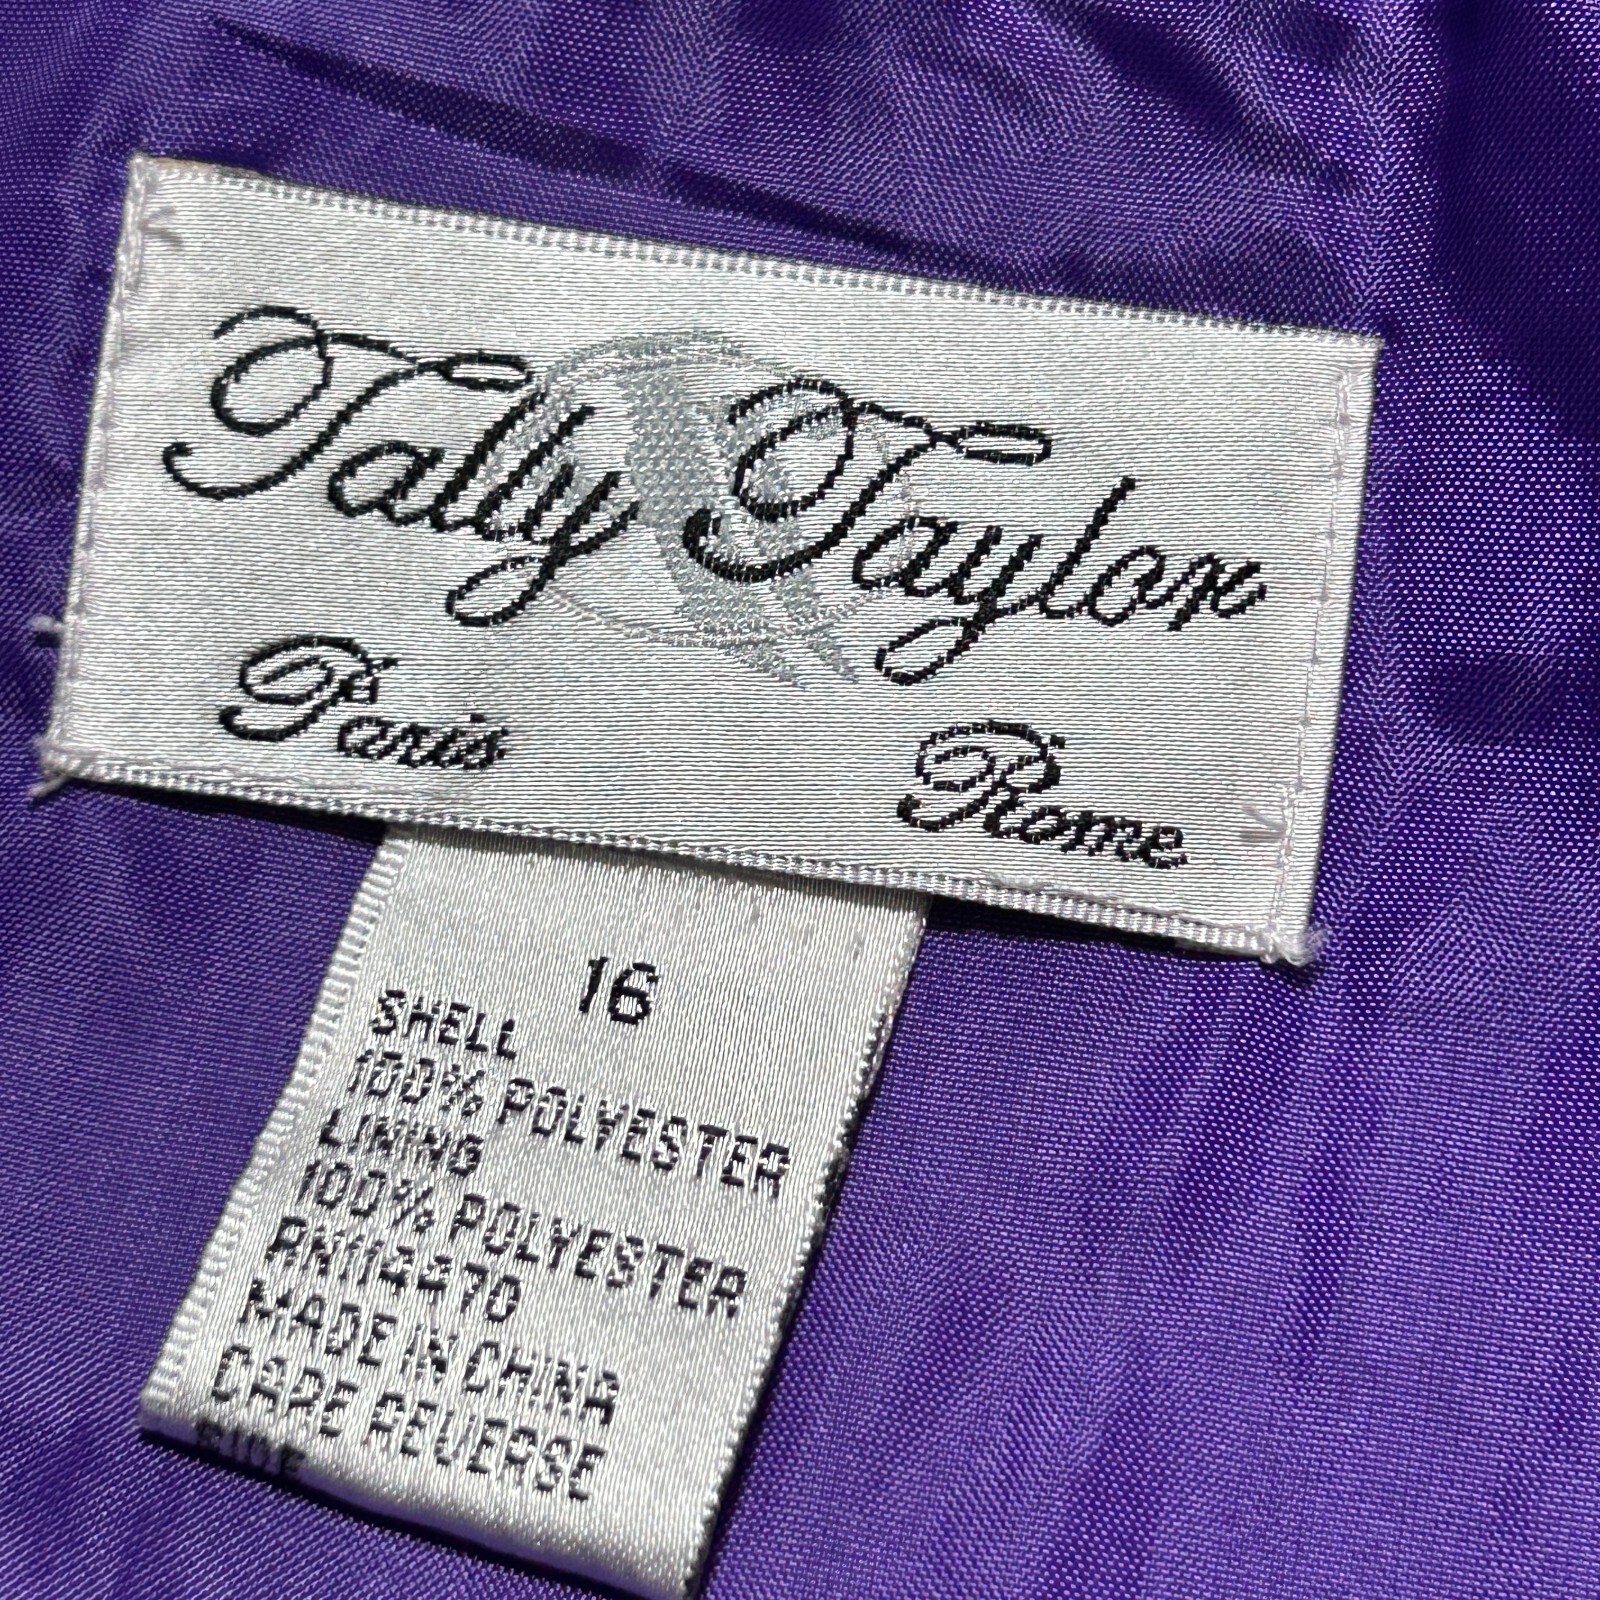 Tally Taylor
Paris Rome
16
SHELL
100% POLYESTER
LINING
100% POLYESTER
RN114470
MADE IN CHINA
CARE REVERSE